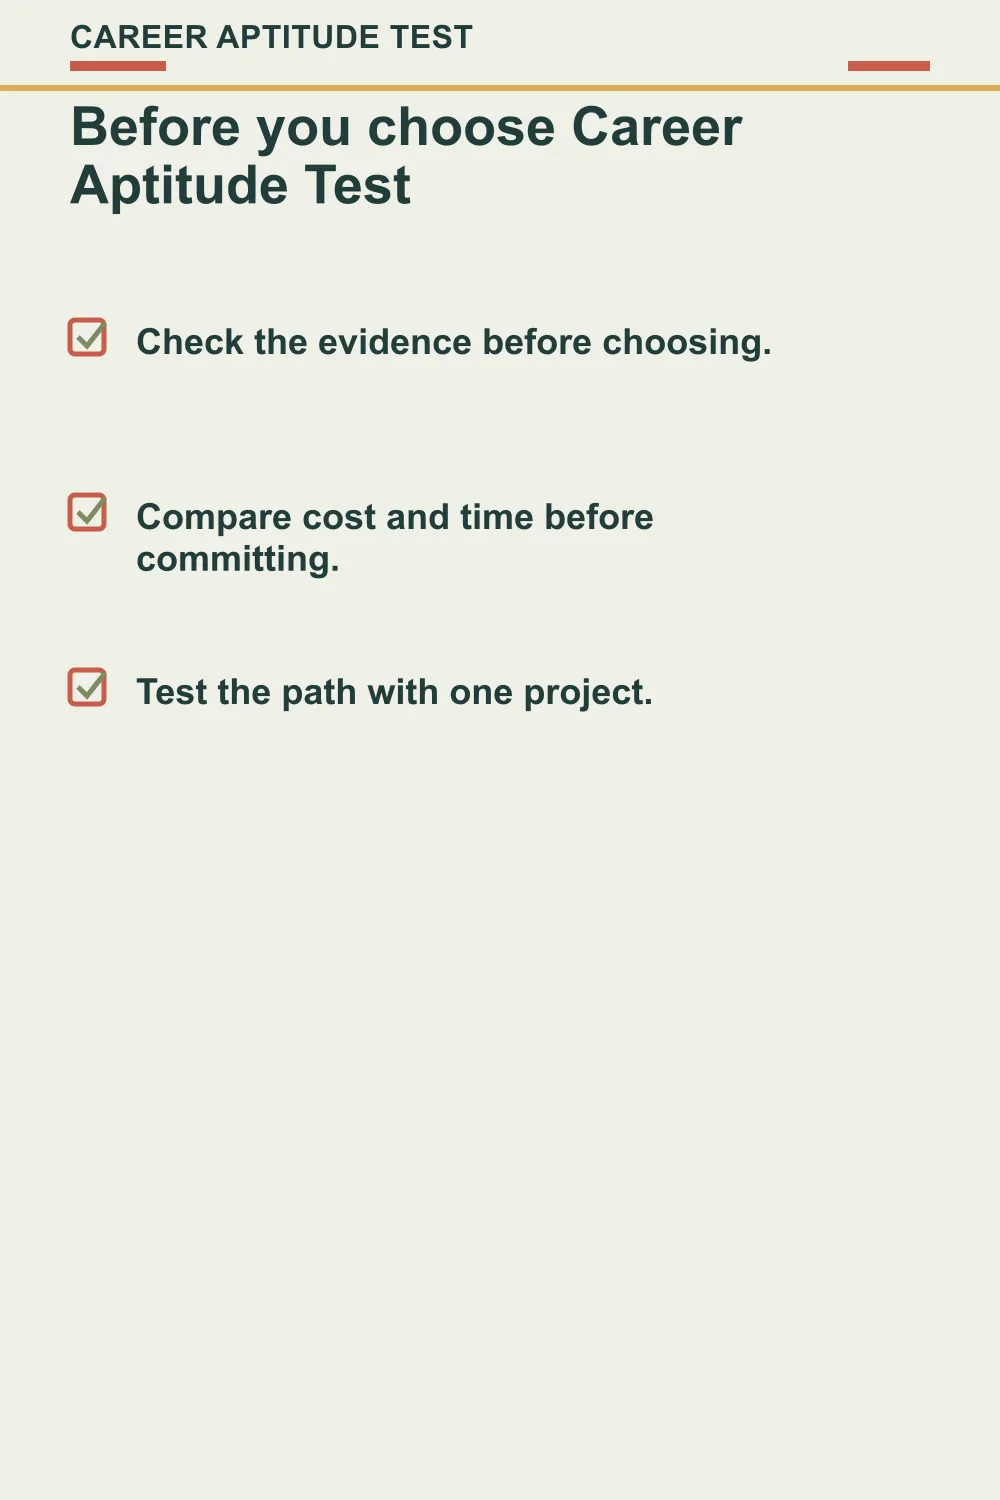 CAREER APTITUDE TEST
Before you choose Career
Aptitude Test
Check the evidence before choosing.
Compare cost and time before
committing.
Test the path with one project.